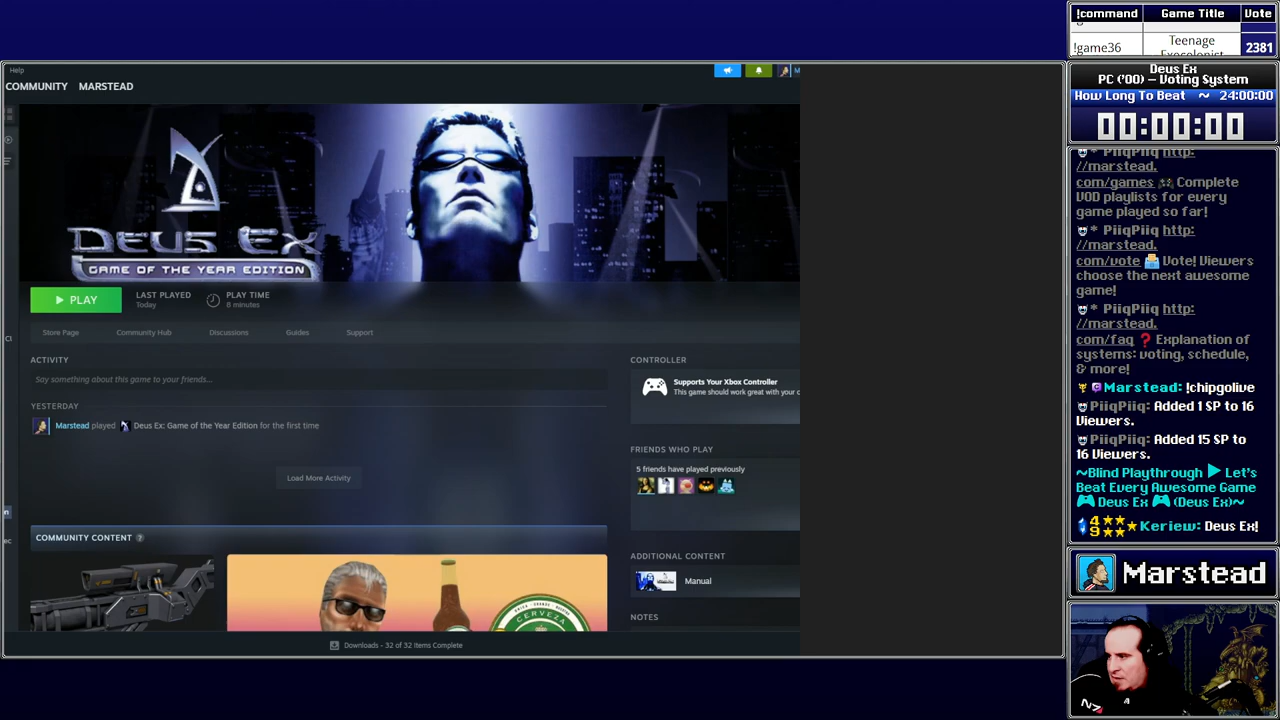 !command Game Title Vote
!game36 Teenage 2381
Exocolonist
Help
COMMUNITY MARSTEAD
DEUS EX
GAME OF THE YEAR EDITION
PLAY
LAST PLAYED
Today
PLAY TIME
8 minutes
Store Page Community Hub Discussions Guides Support
ACTIVITY
Say something about this game to your friends...
YESTERDAY
Marstead played Deus Ex: Game of the Year Edition for the first time
Load More Activity
COMMUNITY CONTENT ?
CERVEZA
CONTROLLER
Supports Your Xbox Controller
This game should work great with your c
FRIENDS WHO PLAY
5 friends have played previously
ADDITIONAL CONTENT
Manual
NOTES
Downloads - 32 of 32 Items Complete
Deus Ex
PC ('00) – Voting System
How Long To Beat ~ 24:00:00
00:00:00
* PiiqPiiq http:
//marstead.
com/games 🎮 Complete
VOD playlists for every
game played so far!
* PiiqPiiq http:
//marstead.
com/vote 🗳 Vote! Viewers
choose the next awesome
game!
* PiiqPiiq http:
//marstead.
com/faq ❓ Explanation of
systems: voting, schedule,
& more!
Marstead: !chipgolive
PiiqPiiq: Added 1 SP to 16
Viewers.
PiiqPiiq: Added 15 SP to
16 Viewers.
~Blind Playthrough ▶ Let's
Beat Every Awesome Game
🎮 Deus Ex 🎮 (Deus Ex)~
Keriew: Deus Ex!
Marstead